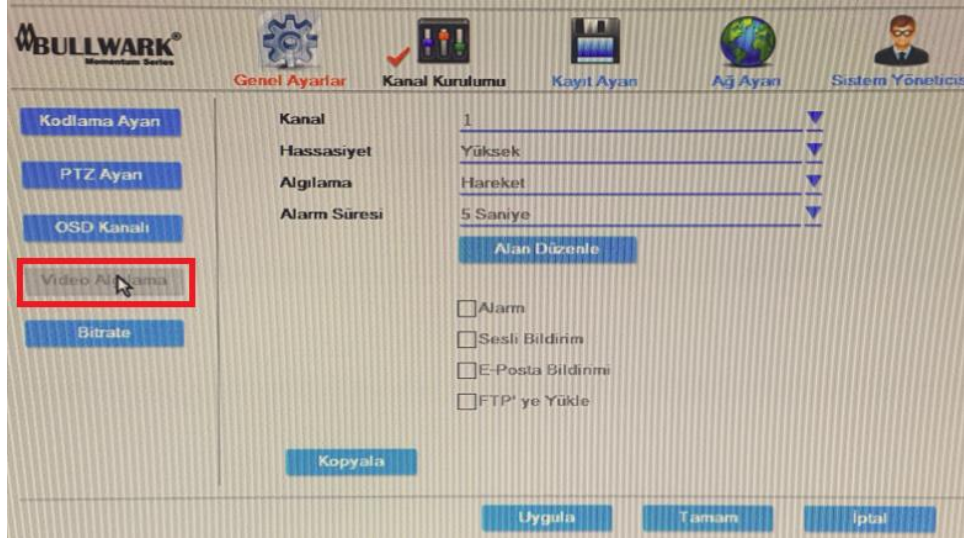 BULLWARK®
Momentum Series
Genel Ayarlar
Kanal Kurulumu
Kayıt Ayarı
Ağ Ayarı
Sistem Yöneticis
Kodlama Ayarı
PTZ Ayarı
OSD Kanalı
Video Algılama
Bitrate
Kanal 1
Hassasiyet Yüksek
Algılama Hareket
Alarm Süresi 5 Saniye
Alan Düzenle
Alarm
Sesli Bildirim
E-Posta Bildirimi
FTP' ye Yükle
Kopyala
Uygula
Tamam
İptal